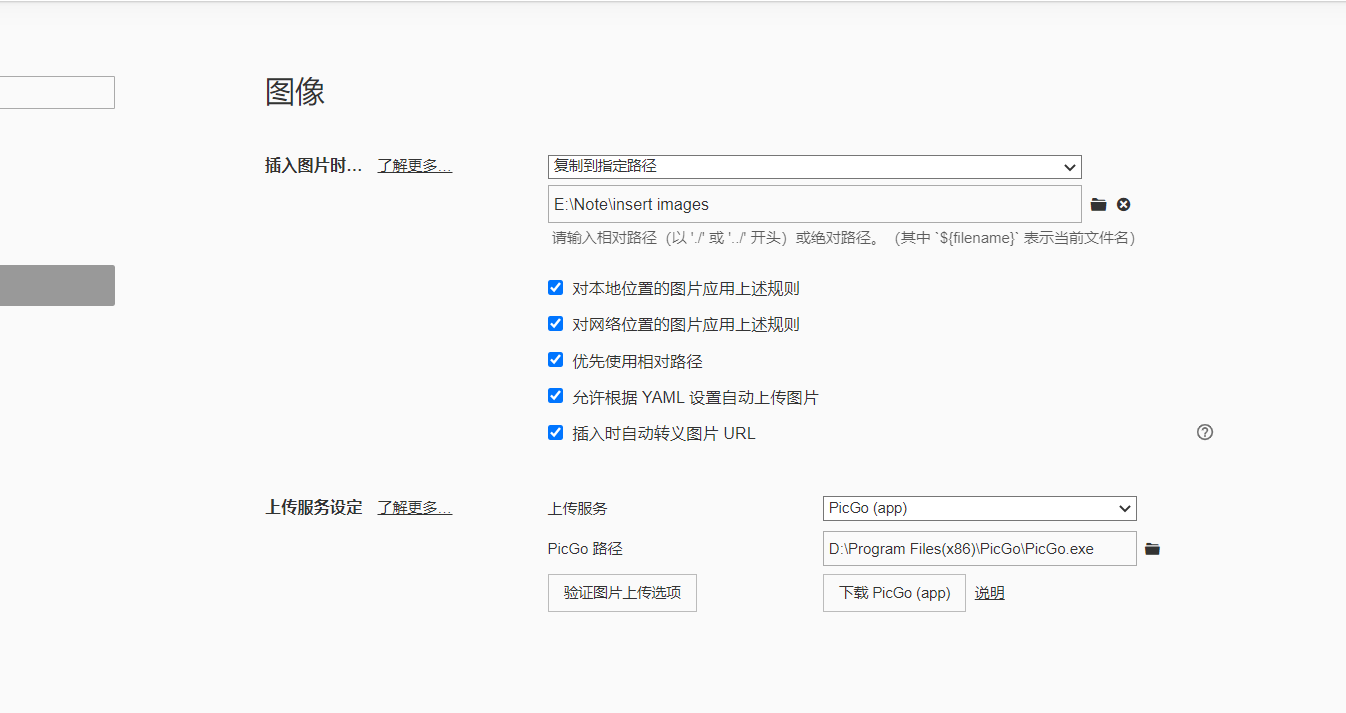 图像
插入图片时... 了解更多...
复制到指定路径
E:\Note\insert images
请输入相对路径（以 './' 或 '../' 开头）或绝对路径。（其中 `${filename}` 表示当前文件名）
对本地位置的图片应用上述规则
对网络位置的图片应用上述规则
优先使用相对路径
允许根据 YAML 设置自动上传图片
插入时自动转义图片 URL
上传服务设定 了解更多... 上传服务 PicGo (app)
PicGo 路径 D:\Program Files(x86)\PicGo\PicGo.exe
验证图片上传选项 下载 PicGo (app) 说明